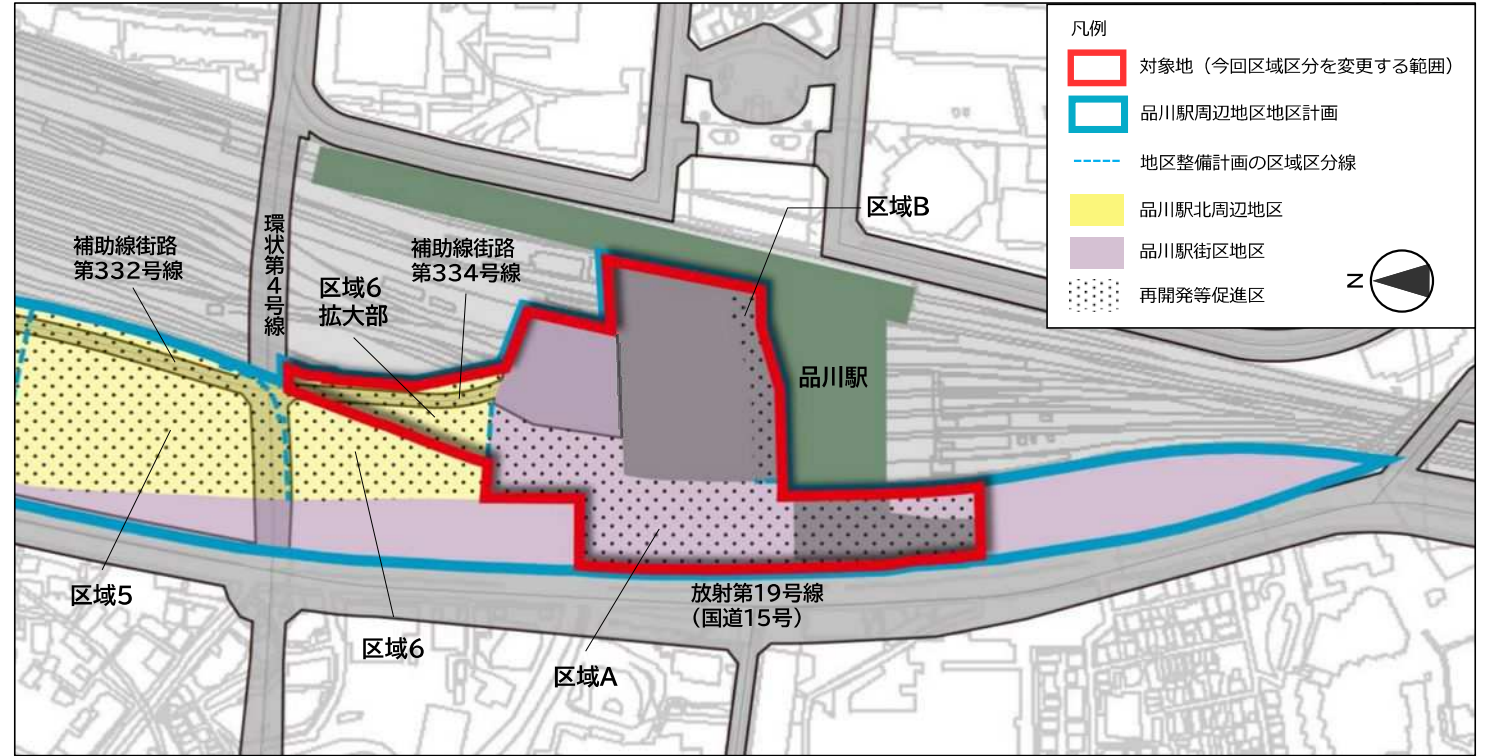 凡例
対象地（今回区域区分を変更する範囲）
品川駅周辺地区地区計画
地区整備計画の区域区分線
品川駅北周辺地区
品川駅街区地区
再開発等促進区
N
区域B
環状第4号線
補助線街路
第332号線
補助線街路
第334号線
区域6
拡大部
品川駅
区域5
放射第19号線
（国道15号）
区域6
区域A